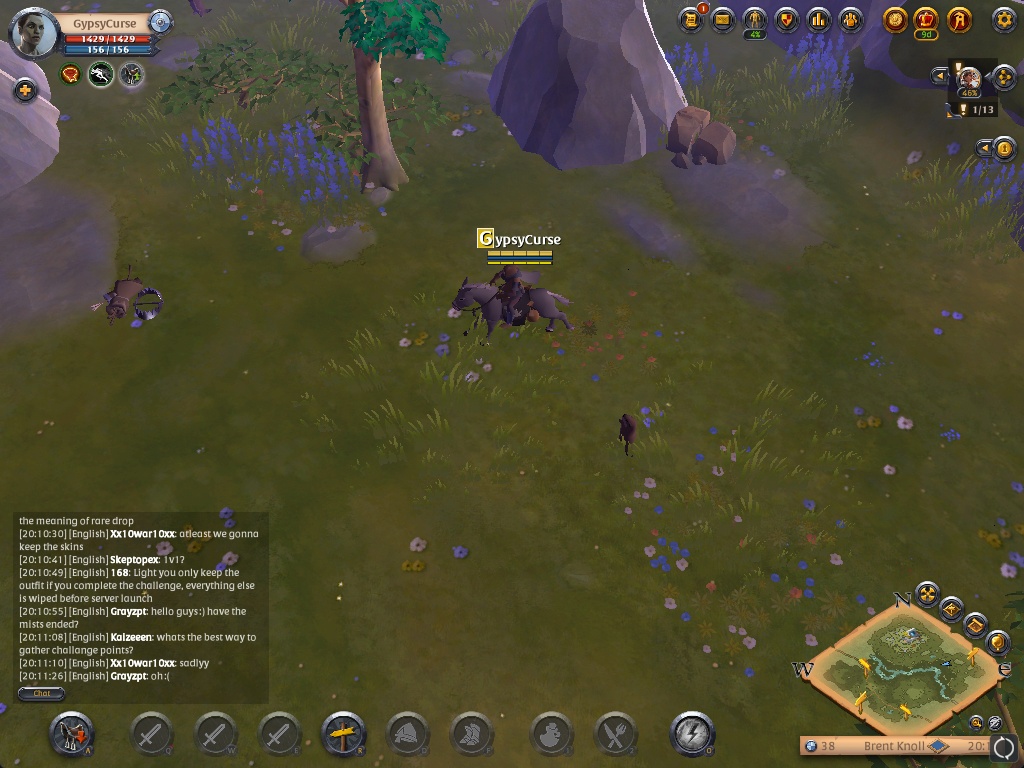 GypsyCurse
1429 / 1429
156 / 156
1
4%
9d
46%
1/13
GypsyCurse
the meaning of rare drop
[20:10:30] [English] Xx10war10xx: atleast we gonna
keep the skins
[20:10:41] [English] Skeptopex: 1v1?
[20:10:49] [English] 168: Light you only keep the
outfit if you complete the challenge, everything else
is wiped before server launch
[20:10:55] [English] Grayzpt: hello guys:) have the
mists ended?
[20:11:08] [English] Kaizeeen: whats the best way to
gather challange points?
[20:11:10] [English] Xx10war10xx: sadlyy
[20:11:26] [English] Grayzpt: oh:(
Chat
N
W
E
A
Q
W
E
R
D
F
38
Brent Knoll
20: